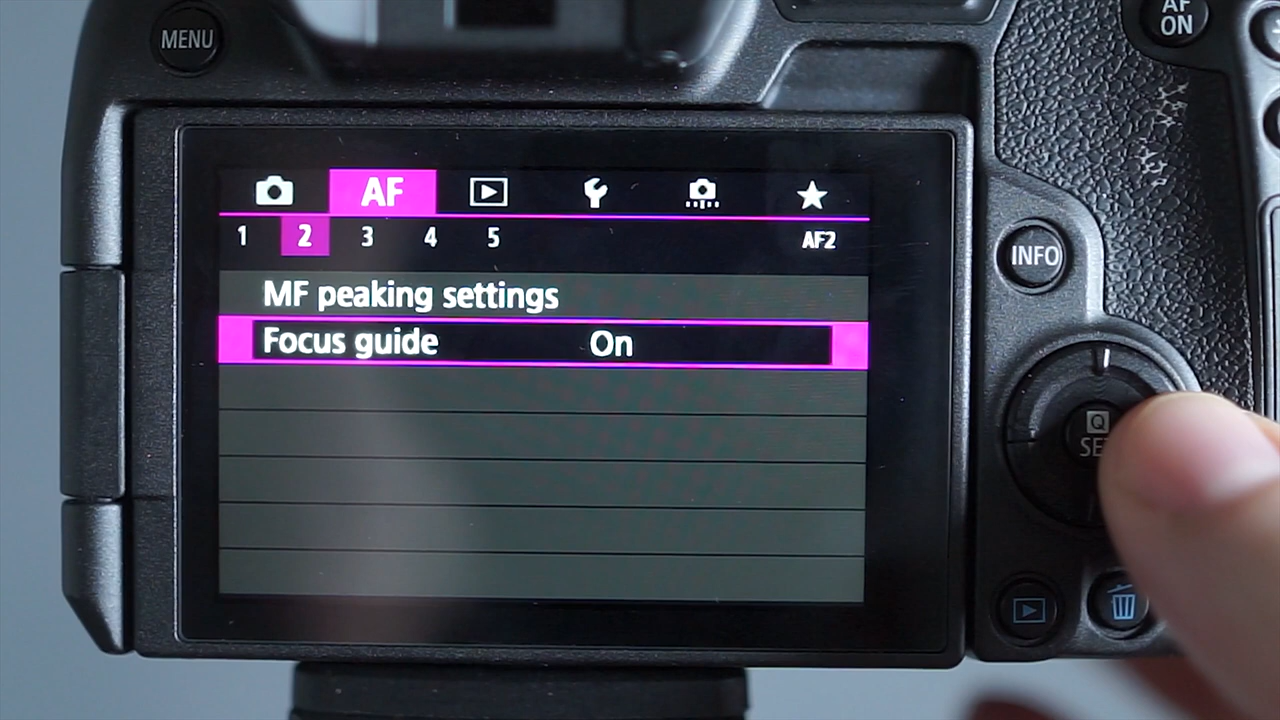 MENU
AF
ON
AF
1 2 3 4 5 AF2
MF peaking settings
Focus guide On
INFO
Q